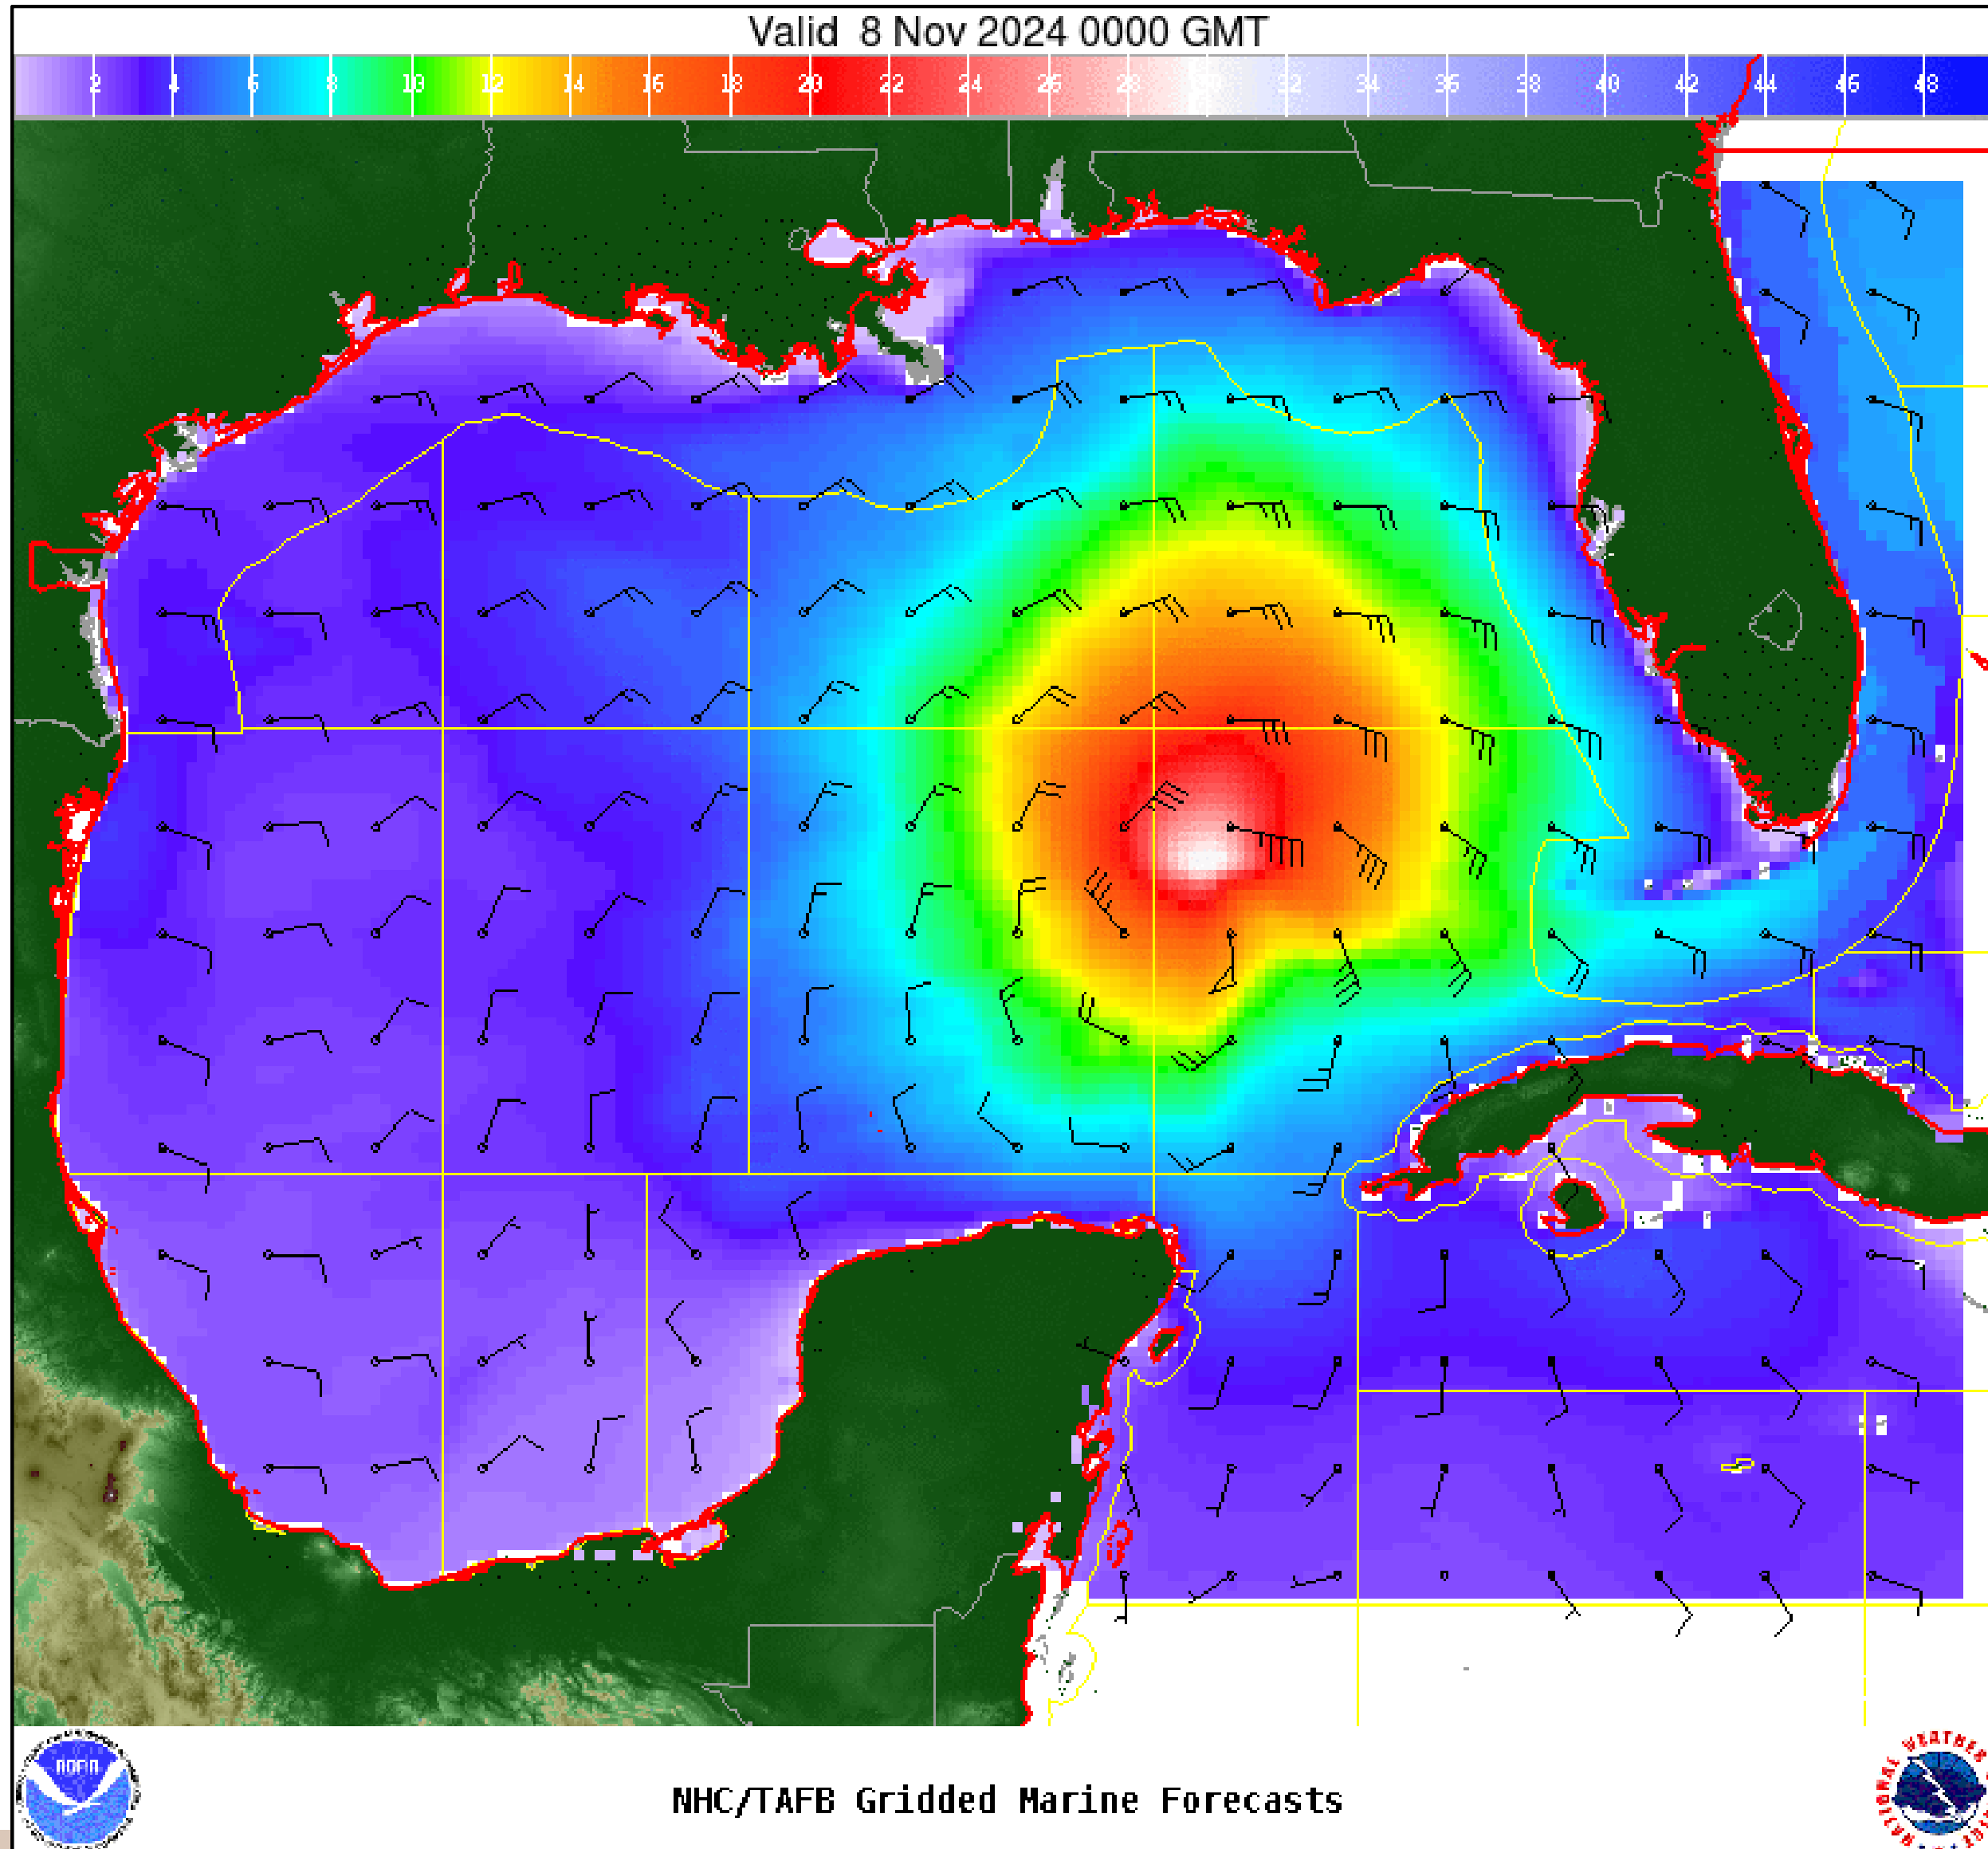 Valid 8 Nov 2024 0000 GMT
2 4 6 8 10 12 14 16 18 20 22 24 26 28 30 32 34 36 38 40 42 44 46 48
noaa
NHC/TAFB Gridded Marine Forecasts
NATIONAL WEATHER